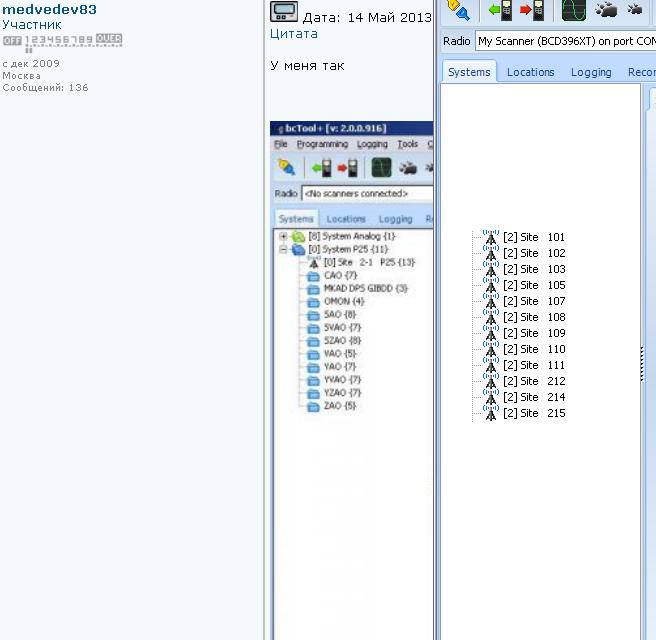 medvedev83
Участник
OFF 123456789 OVER
с дек 2009
Москва
Сообщений: 136
Дата: 14 Май 2013
Цитата
У меня так
bcTool+ [v: 2.0.0.916]
File Programming Logging Tools
Radio <No scanners connected>
Systems Locations Logging
[8] System Analog {1}
[0] System P25 {11}
[0] Site 2-1 P25 {13}
CAO {7}
MKAD DPS GIBDD {3}
OMON {4}
SAO {8}
SVAO {7}
SZAO {8}
VAO {5}
YAO {7}
YVAO {7}
YZAO {7}
ZAO {5}
Radio My Scanner (BCD396XT) on port COM
Systems Locations Logging Recor
[2] Site 101
[2] Site 102
[2] Site 103
[2] Site 105
[2] Site 107
[2] Site 108
[2] Site 109
[2] Site 110
[2] Site 111
[2] Site 212
[2] Site 214
[2] Site 215